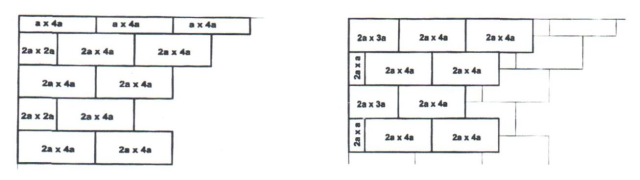 a x 4a a x 4a a x 4a
2a x 2a 2a x 4a 2a x 4a
2a x 4a 2a x 4a
2a x 2a 2a x 4a
2a x 4a 2a x 4a
2a x 3a 2a x 4a 2a x 4a
2a x a 2a x 4a 2a x 4a
2a x 3a 2a x 4a
2a x a 2a x 4a 2a x 4a